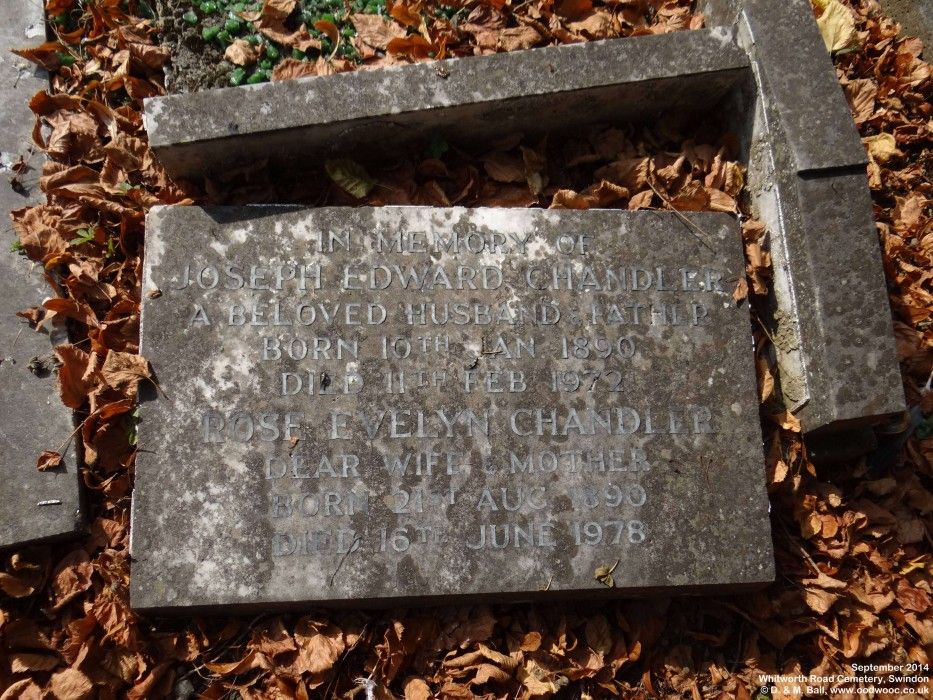 IN MEMORY OF
JOSEPH EDWARD CHANDLER
A BELOVED HUSBAND & FATHER
BORN 10TH JAN 1890
DIED 11TH FEB 1972
ROSE EVELYN CHANDLER
DEAR WIFE & MOTHER
BORN 21ST AUG 1890
DIED 16TH JUNE 1978
September 2014
Whitworth Road Cemetery, Swindon
© D. & M. Ball, www.oodwooc.co.uk